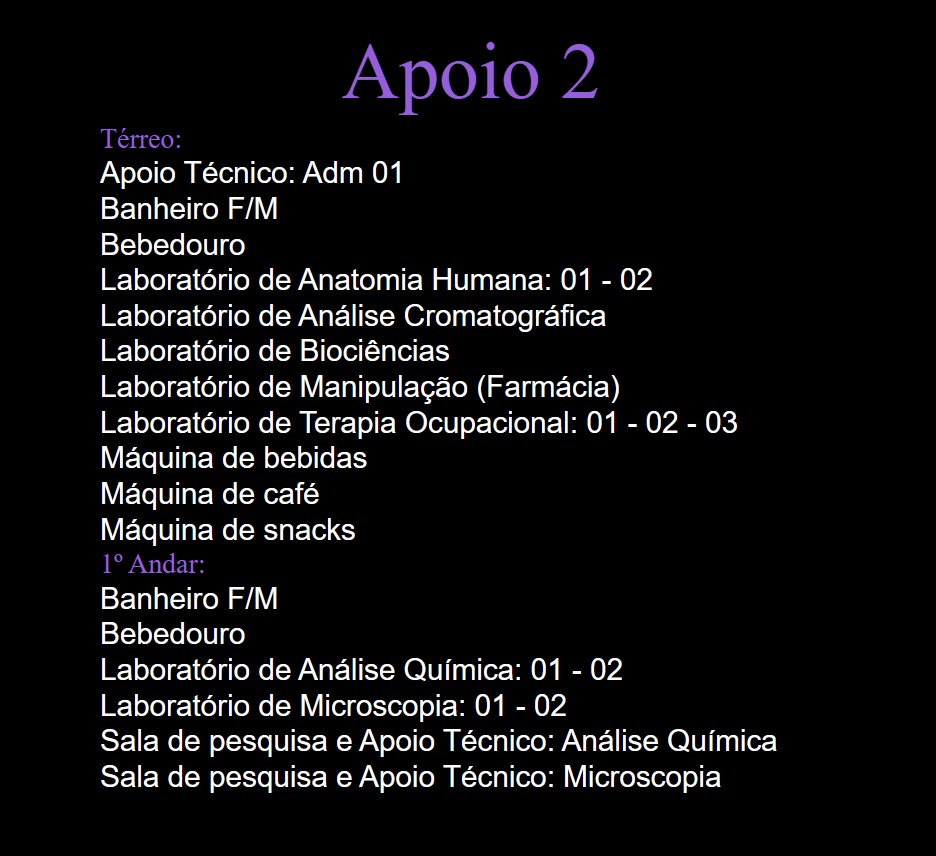 Apoio 2
Térreo:
Apoio Técnico: Adm 01
Banheiro F/M
Bebedouro
Laboratório de Anatomia Humana: 01 - 02
Laboratório de Análise Cromatográfica
Laboratório de Biociências
Laboratório de Manipulação (Farmácia)
Laboratório de Terapia Ocupacional: 01 - 02 - 03
Máquina de bebidas
Máquina de café
Máquina de snacks
1º Andar:
Banheiro F/M
Bebedouro
Laboratório de Análise Química: 01 - 02
Laboratório de Microscopia: 01 - 02
Sala de pesquisa e Apoio Técnico: Análise Química
Sala de pesquisa e Apoio Técnico: Microscopia